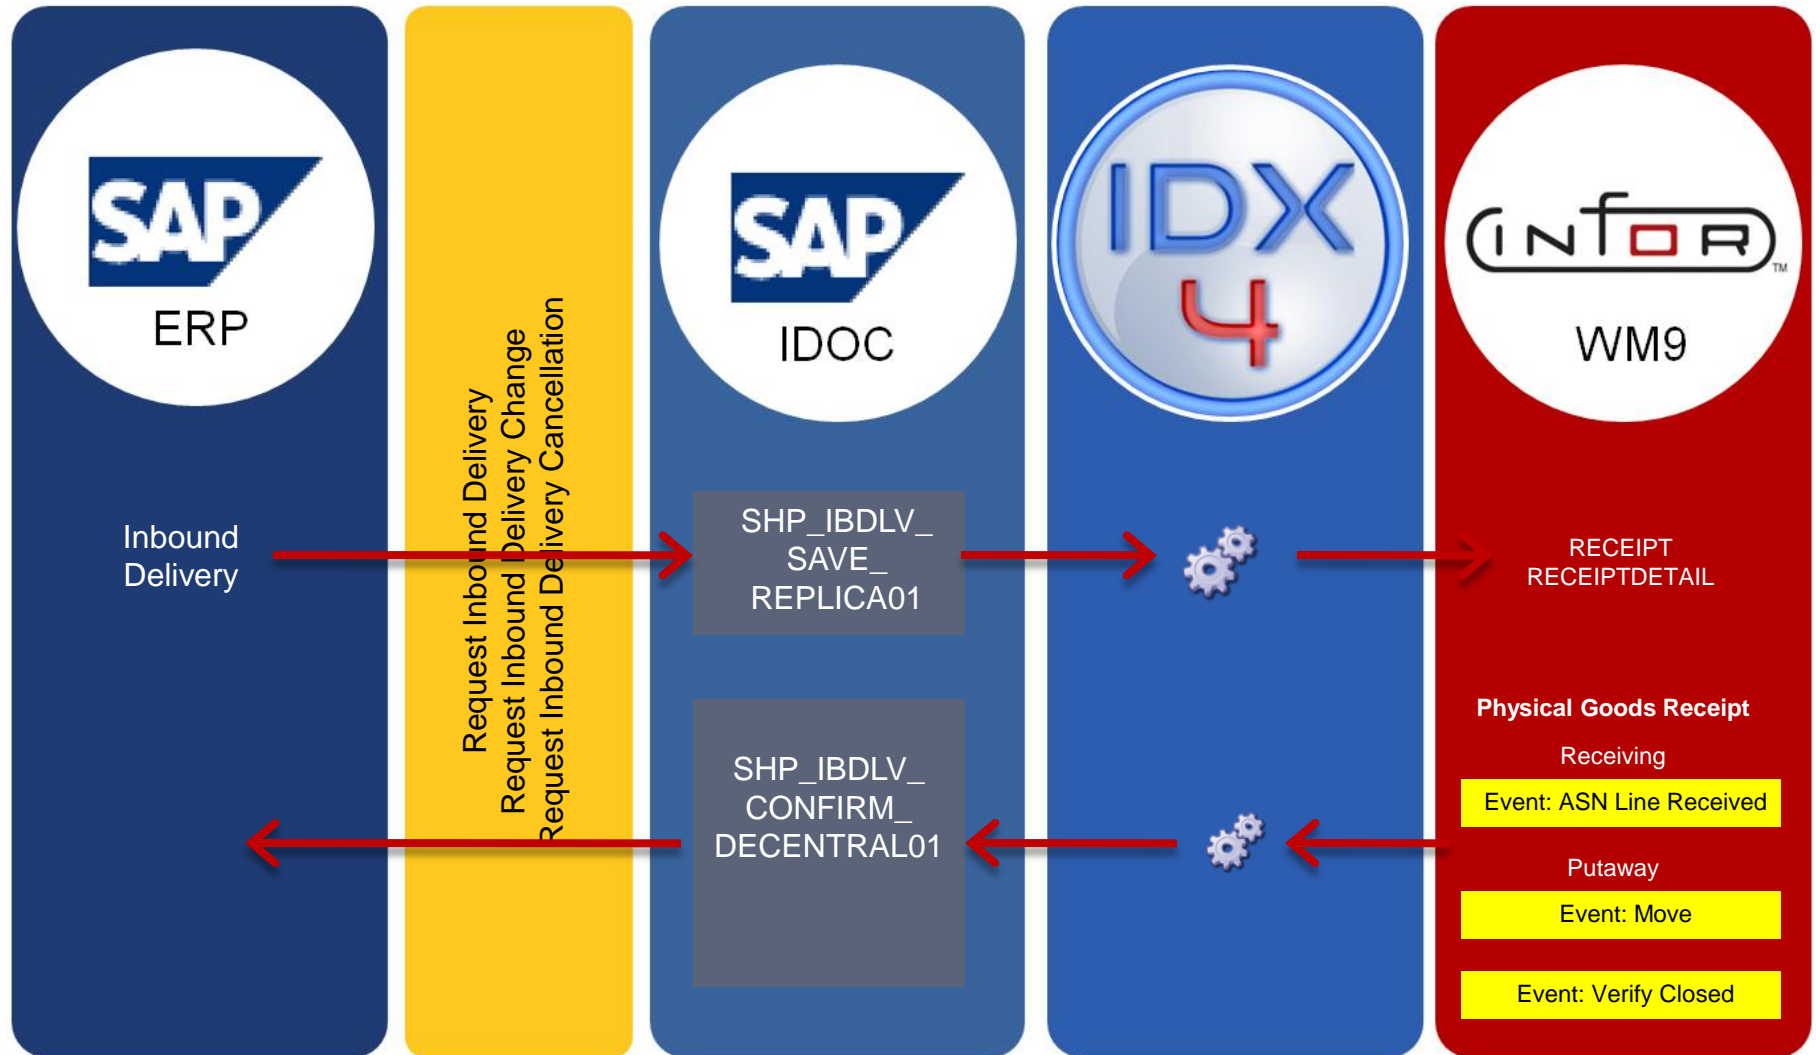 SAP
ERP
Inbound
Delivery
Request Inbound Delivery
Request Inbound Delivery Change
Request Inbound Delivery Cancellation
SAP
IDOC
SHP_IBDLV_
SAVE_
REPLICA01
SHP_IBDLV_
CONFIRM_
DECENTRAL01
IDX
4
infor
TM
WM9
RECEIPT
RECEIPTDETAIL
Physical Goods Receipt
Receiving
Event: ASN Line Received
Putaway
Event: Move
Event: Verify Closed